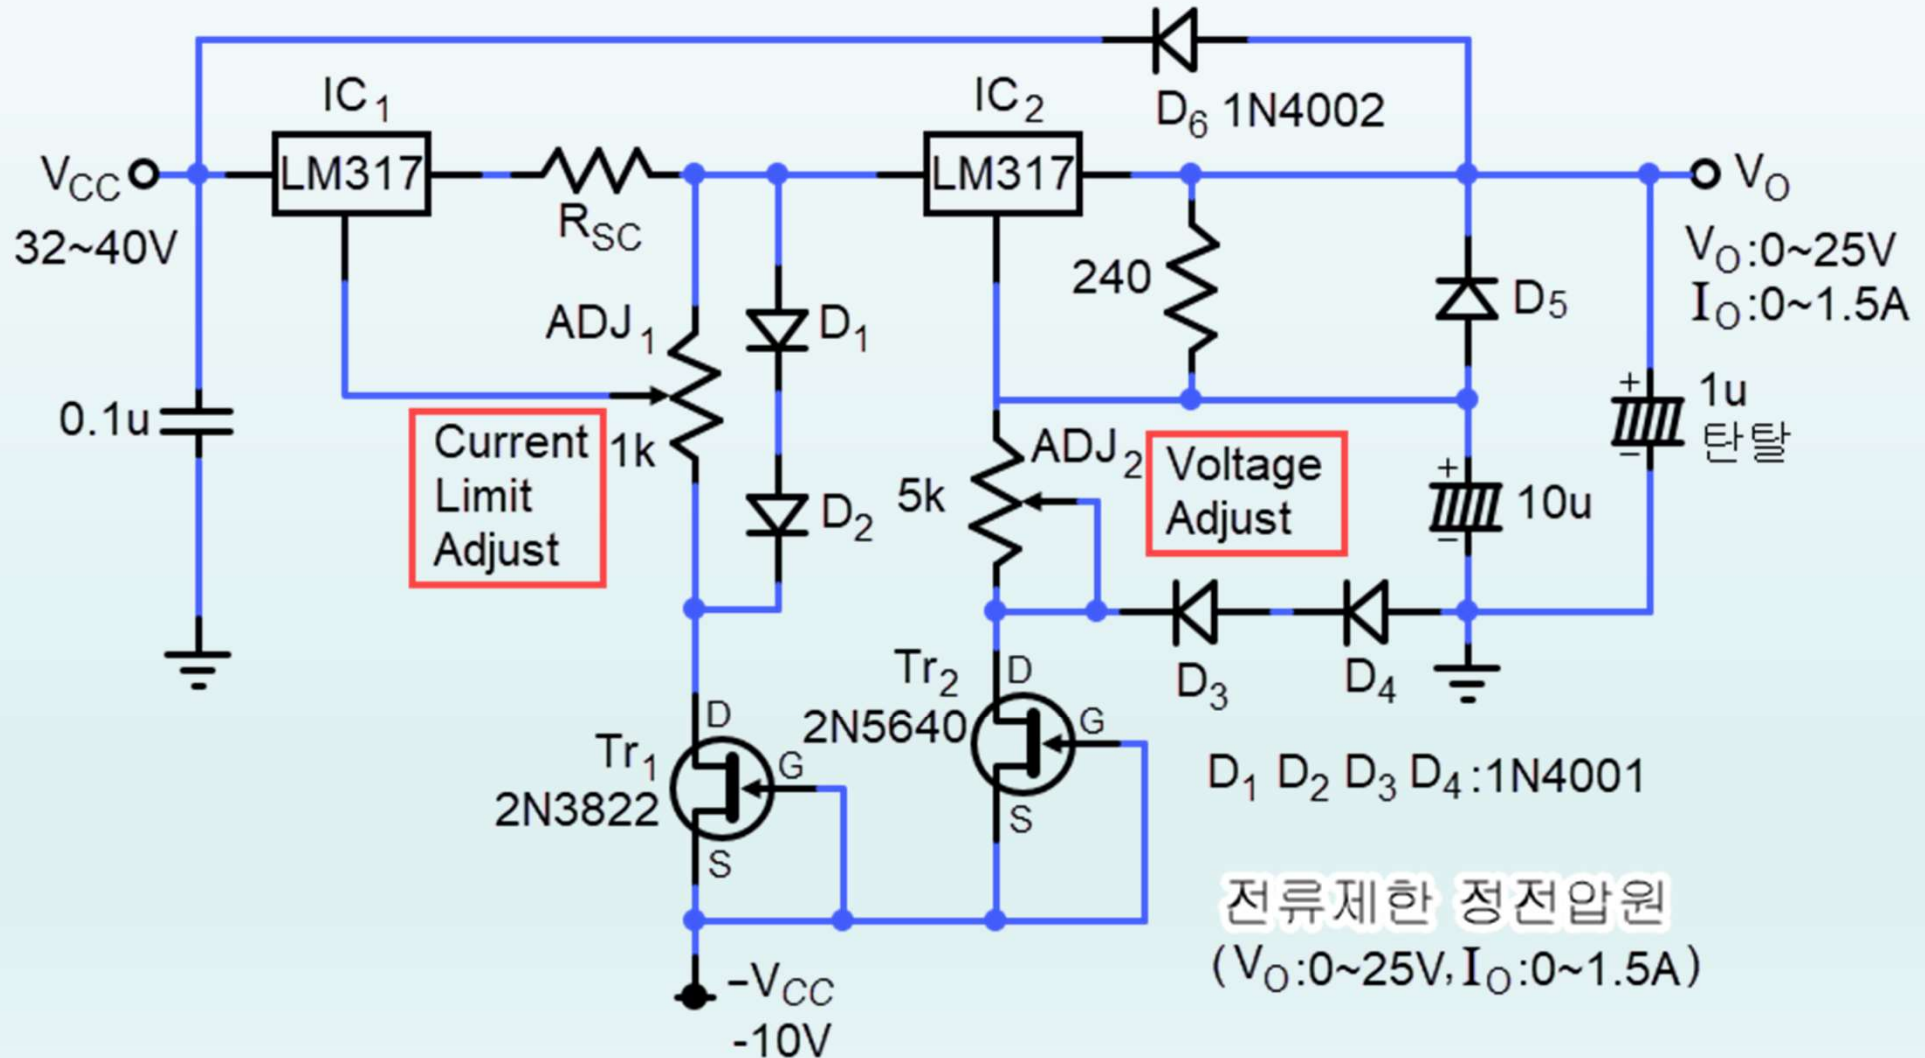 IC1
IC2
D6 1N4002
VCC
LM317
LM317
VO
32~40V
RSC
VO:0~25V
IO:0~1.5A
240
D5
ADJ1
D1
0.1u
+
1u
탄탈
−
Current
Limit
Adjust
1k
ADJ2
Voltage
Adjust
5k
+
10u
−
D2
D3
D4
Tr2
2N5640
D
G
S
Tr1
2N3822
D
G
S
D1 D2 D3 D4:1N4001
전류제한 정전압원
(VO:0~25V,IO:0~1.5A)
−VCC
-10V